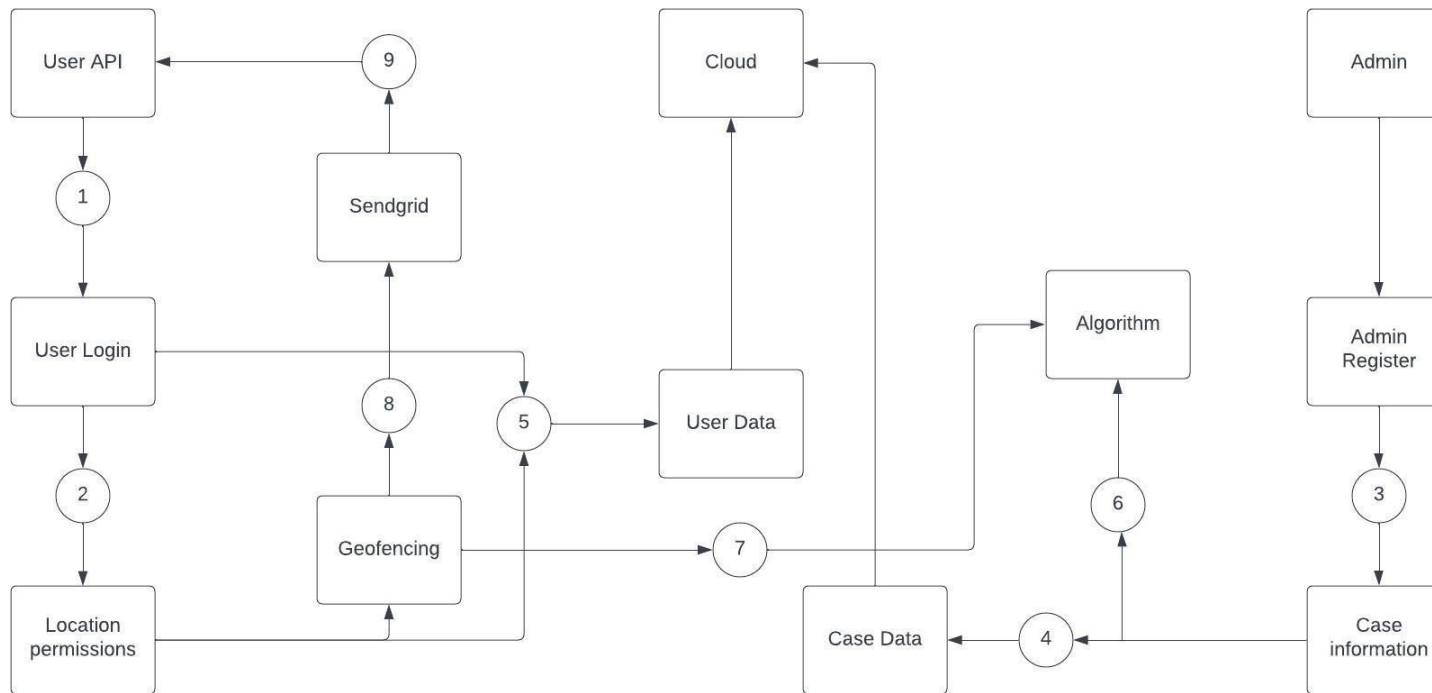 User API
9
Cloud
Admin
1
Sendgrid
User Login
Algorithm
Admin
Register
8
5
User Data
2
3
6
Geofencing
7
Location
permissions
Case Data
4
Case
information